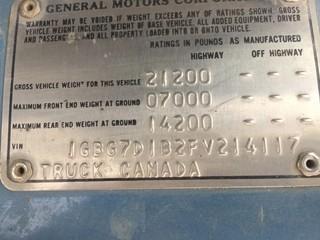 GENERAL MOTORS CORPOR
WARRANTY MAY BE VOIDED IF WEIGHT EXCEEDS ANY OF RATINGS SHOWN. GROSS
VEHICLE WEIGHT INCLUDES WEIGHT OF BASE VEHICLE, ALL ADDED EQUIPMENT, DRIVER
AND PASSENGERS, AND PROPERTY LOADED INTO OR ONTO VEHICLE.
RATINGS IN POUNDS AS MANUFACTURED
HIGHWAY OFF HIGHWAY
GROSS VEHICLE WEIGHT FOR THIS VEHICLE 21200 - - -
MAXIMUM FRONT END WEIGHT AT GROUND 07000 - - -
MAXIMUM REAR END WEIGHT AT GROUND 14200 - - -
VIN 1GBG7D1B2FV214117
TRUCK CANADA